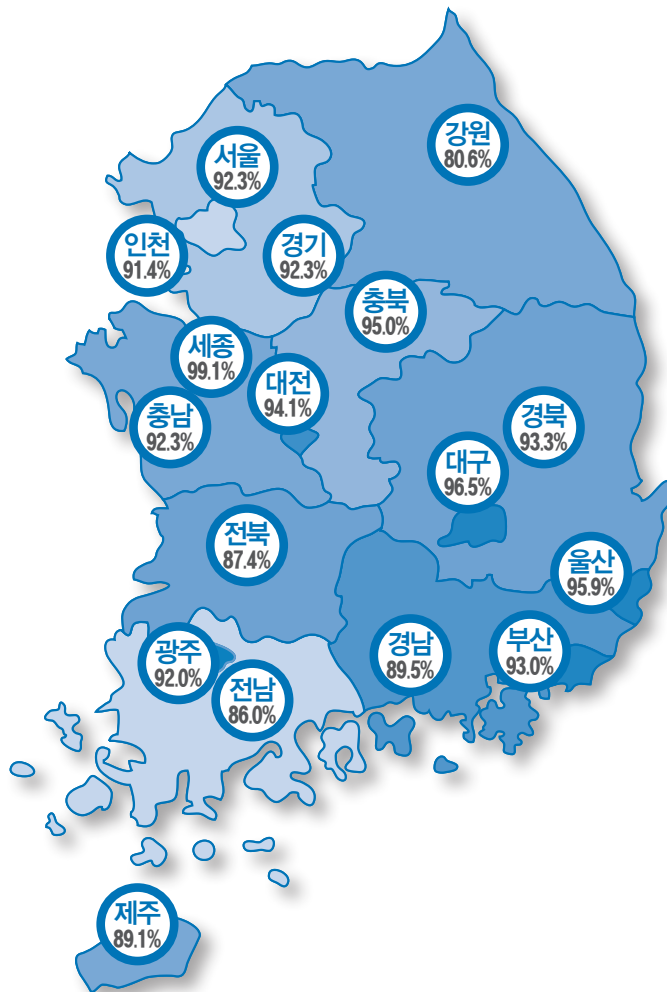 강원
80.6%
서울
92.3%
인천
91.4%
경기
92.3%
충북
95.0%
세종
99.1%
대전
94.1%
충남
92.3%
경북
93.3%
대구
96.5%
전북
87.4%
울산
95.9%
광주
92.0%
전남
86.0%
경남
89.5%
부산
93.0%
제주
89.1%